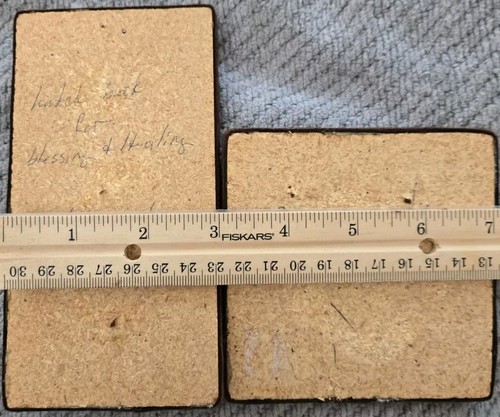 mask
for
blessing & Healing
1 2 3 FISKARS 4 5 6 7
30 29 28 27 26 25 24 23 22 21 20 19 18 17 16 15 14 13